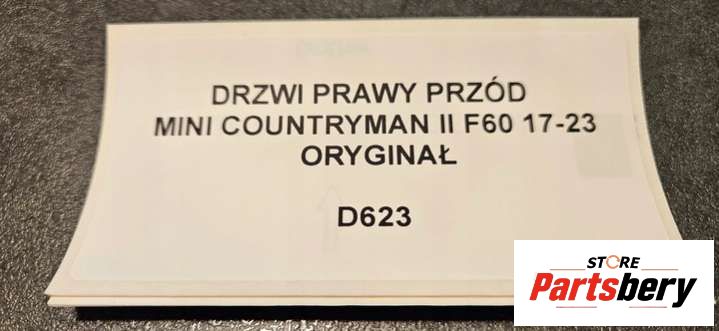 DRZWI PRAWY PRZÓD
MINI COUNTRYMAN II F60 17-23
ORYGINAŁ
D623
STORE
Partsbery